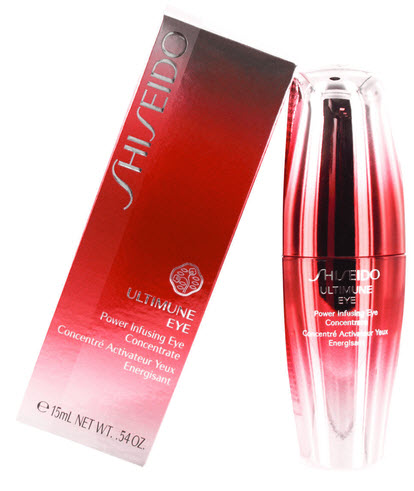 SHISEIDO
ULTIMUNE
EYE
Power Infusing Eye
Concentrate
Concentré Activateur Yeux
Energisant
℮ 15mL NET WT. .54 OZ.
SHISEIDO
ULTIMUNE
EYE
Power Infusing Eye
Concentrate
Concentré Activateur Yeux
Energisant